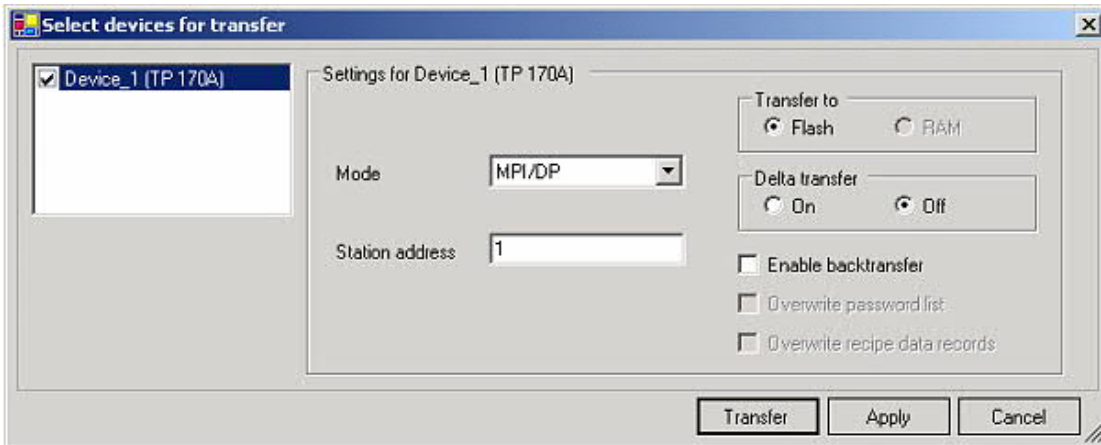 Select devices for transfer
Device_1 (TP 170A)
Settings for Device_1 (TP 170A)
Transfer to
Flash RAM
Mode MPI/DP
Delta transfer
On Off
Station address 1
Enable backtransfer
Overwrite password list
Overwrite recipe data records
Transfer Apply Cancel